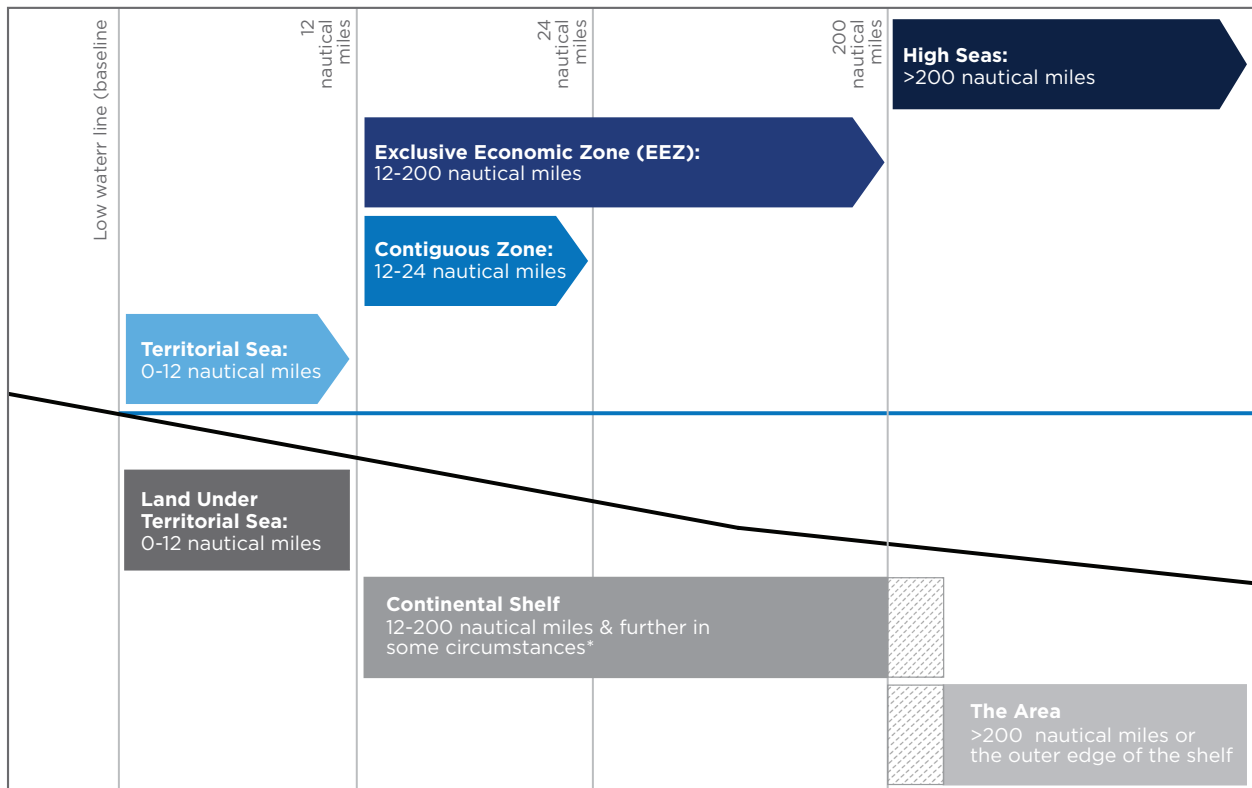 Low waterr line (baseline
12
nautical
miles
24
nautical
miles
200
nautical
miles
High Seas:
>200 nautical miles
Exclusive Economic Zone (EEZ):
12-200 nautical miles
Contiguous Zone:
12-24 nautical miles
Territorial Sea:
0-12 nautical miles
Land Under
Territorial Sea:
0-12 nautical miles
Continental Shelf
12-200 nautical miles & further in
some circumstances*
The Area
>200 nautical miles or
the outer edge of the shelf